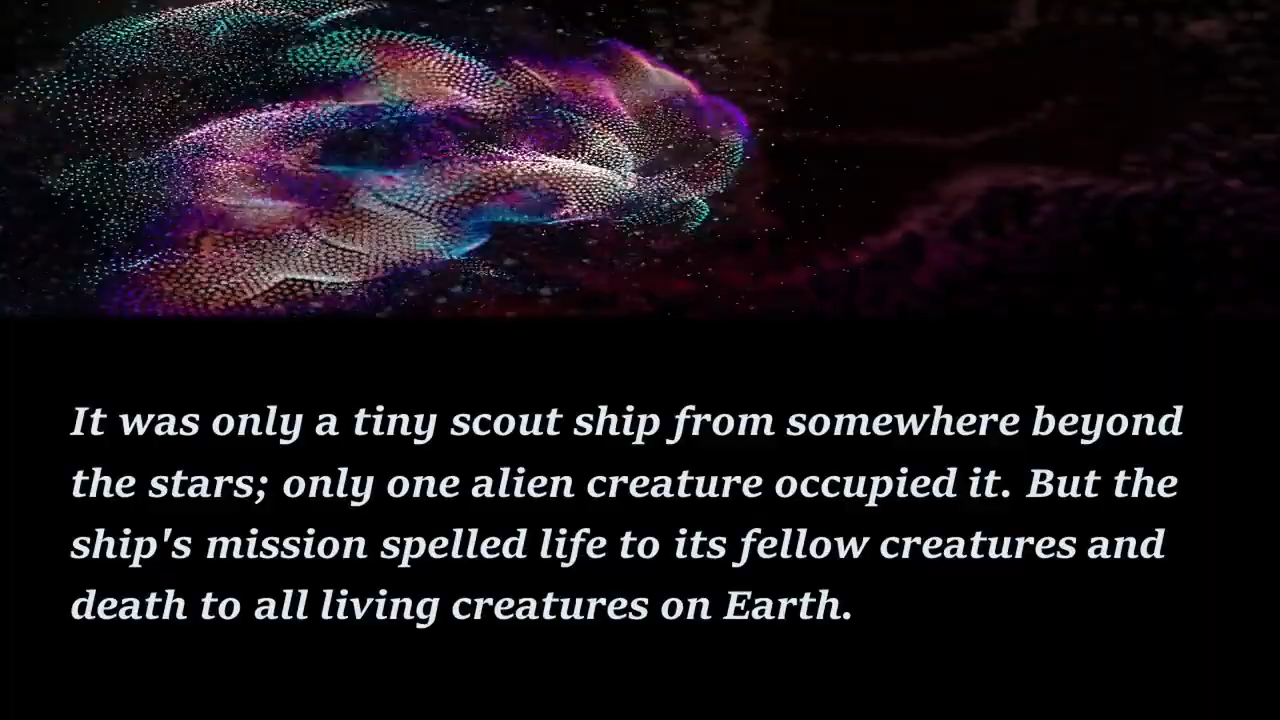 It was only a tiny scout ship from somewhere beyond
the stars; only one alien creature occupied it. But the
ship's mission spelled life to its fellow creatures and
death to all living creatures on Earth.